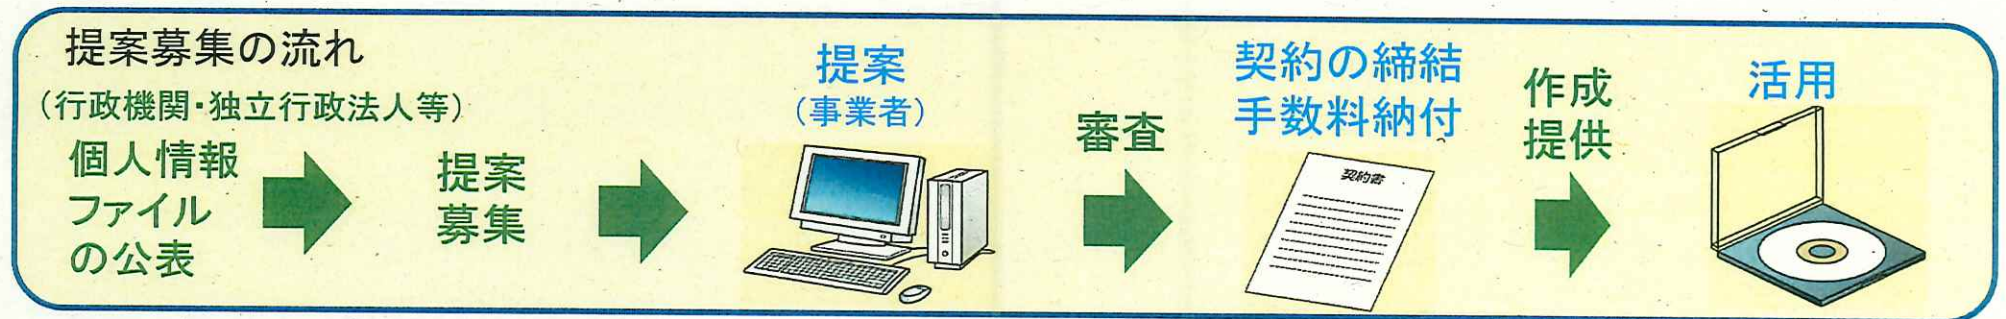 提案募集の流れ
（行政機関・独立行政法人等）
個人情報
ファイル
の公表
提案
募集
提案
（事業者）
審査
契約の締結
手数料納付
契約書
作成
提供
活用